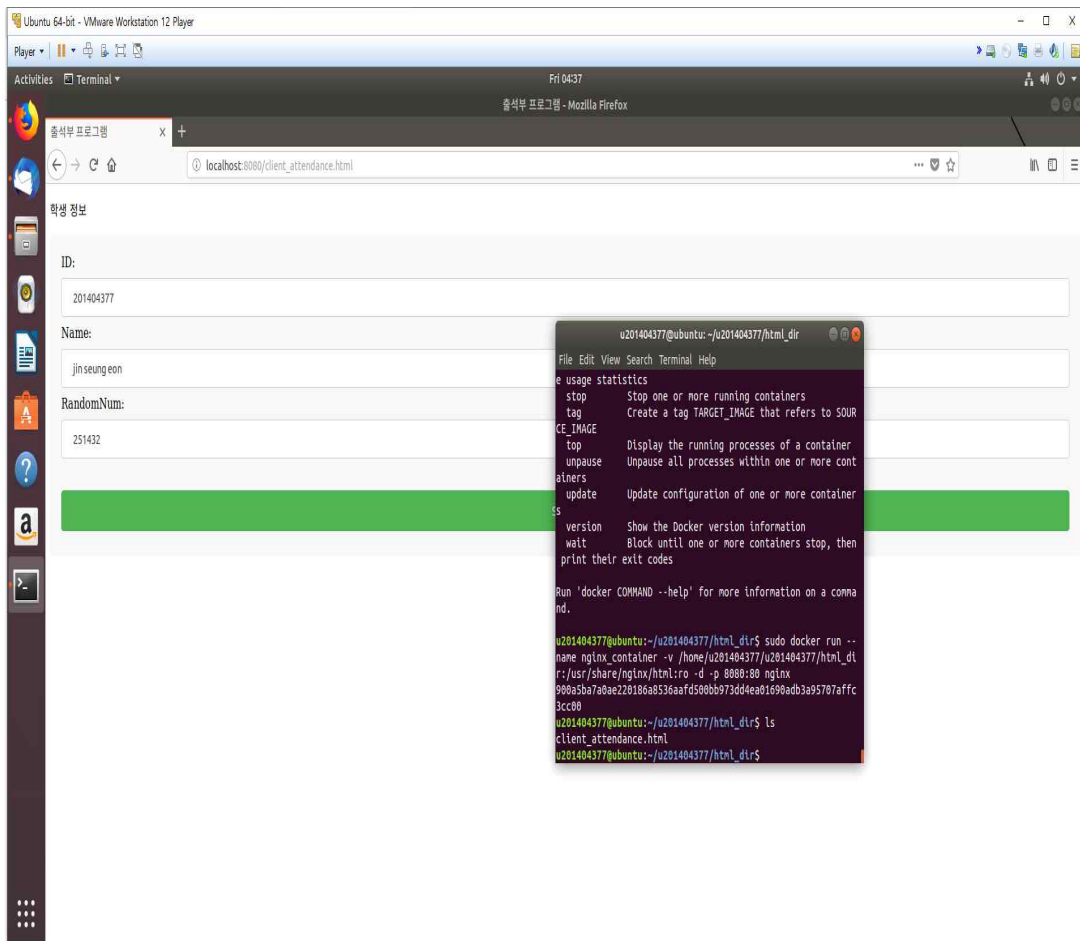 Ubuntu 64-bit - VMware Workstation 12 Player
Player
Activities Terminal Fri 04:37
출석부 프로그램 - Mozilla Firefox
출석부 프로그램 x +
localhost:8080/client_attendance.html
학생 정보
ID:
201404377
Name:
jin seung eon
RandomNum:
251432
u201404377@ubuntu: ~/u201404377/html_dir
File Edit View Search Terminal Help
e usage statistics
stop Stop one or more running containers
tag Create a tag TARGET_IMAGE that refers to SOUR
CE_IMAGE
top Display the running processes of a container
unpause Unpause all processes within one or more cont
ainers
update Update configuration of one or more container
s
version Show the Docker version information
wait Block until one or more containers stop, then
print their exit codes
Run 'docker COMMAND --help' for more information on a comma
nd.
u201404377@ubuntu:~/u201404377/html_dir$ sudo docker run --
name nginx_container -v /home/u201404377/u201404377/html_di
r:/usr/share/nginx/html:ro -d -p 8080:80 nginx
900a5ba7a0ae220186a8536aafd500bb973dd4ea01690adb3a95707affc
3cc00
u201404377@ubuntu:~/u201404377/html_dir$ ls
client_attendance.html
u201404377@ubuntu:~/u201404377/html_dir$